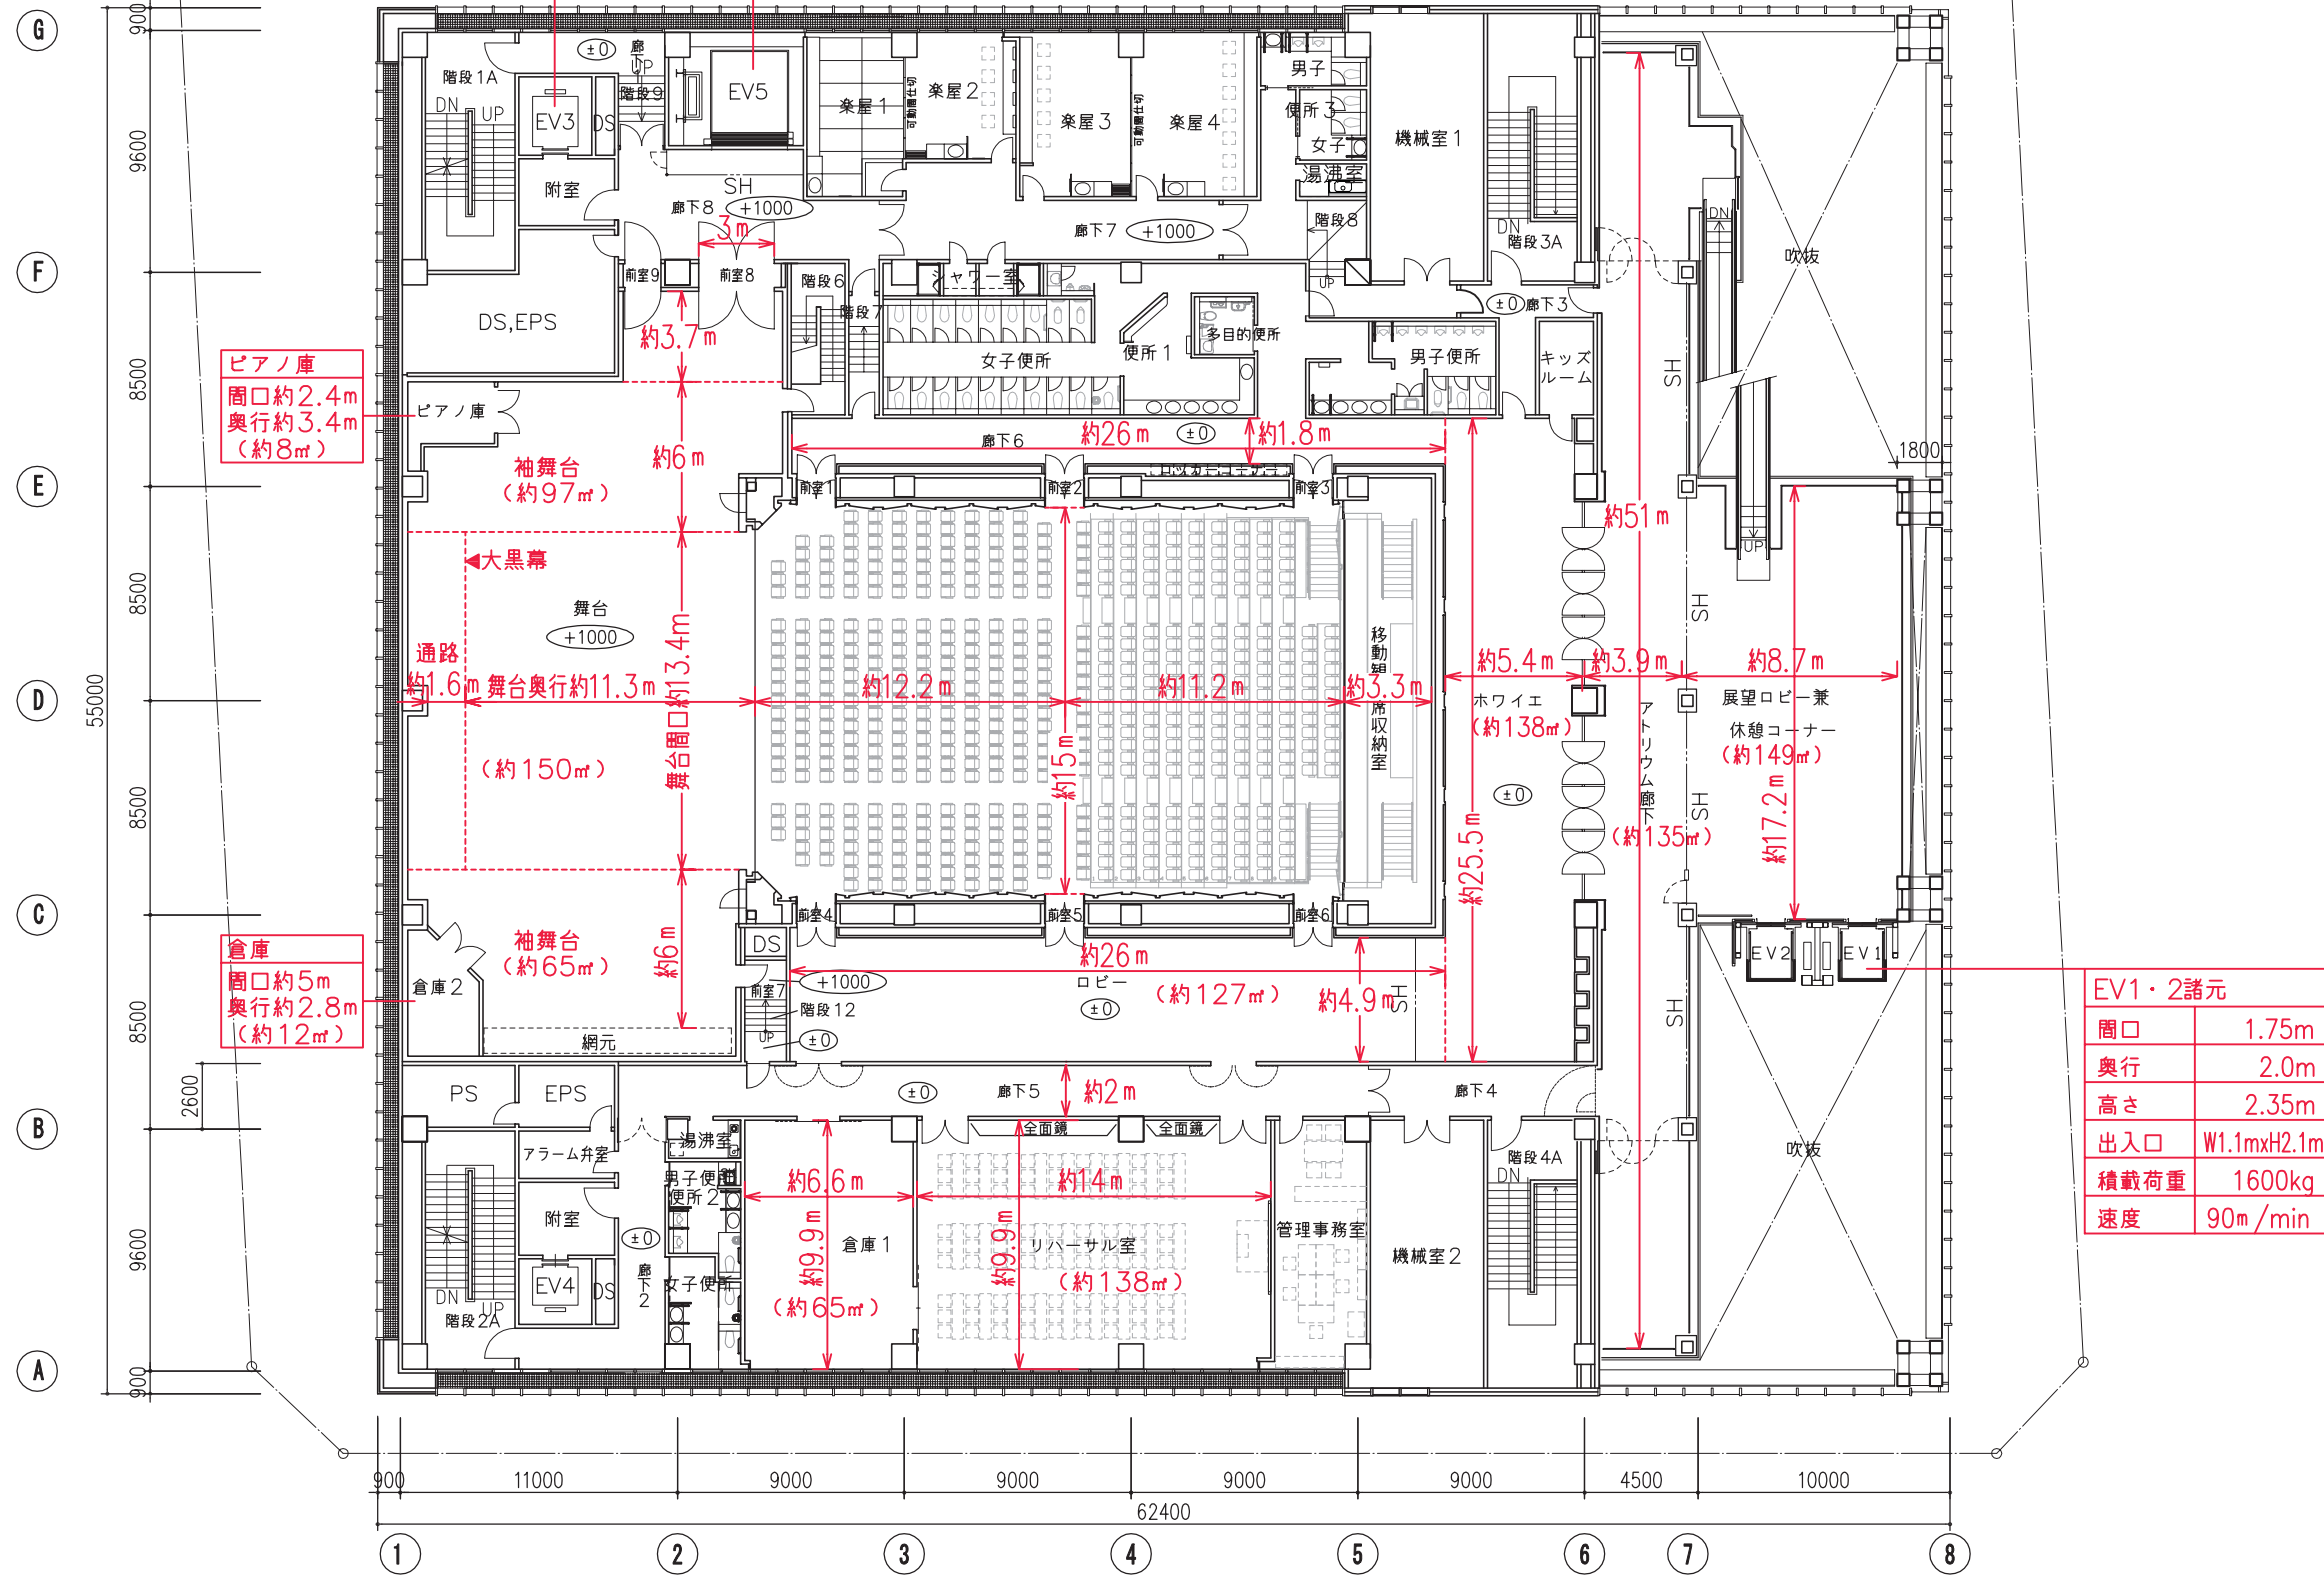 G
F
E
D
C
B
A
900
9600
8500
8500
8500
8500
2600
9600
900
55000
階段1A
DN
UP
±0
廊下
UP
EV3
DS
階段9
EV5
楽屋1
可動間仕切
楽屋2
楽屋3
可動間仕切
楽屋4
男子
便所3
女子
湯沸室
機械室1
DN
階段3A
附室
SH
廊下8
+1000
3m
廊下7
+1000
階段8
UP
DN
吹抜
前室9
前室8
階段6
階段7
シャワー室
±0
廊下3
DS,EPS
約3.7m
女子便所
便所1
多目的便所
男子便所
キッズ
ルーム
SH
ピアノ庫
間口約2.4m
奥行約3.4m
(約8㎡)
ピアノ庫
約6m
廊下6
約26m
±0
約1.8m
1800
袖舞台
(約97㎡)
前室1
前室2
ロッカーコーナー
前室3
約51m
UP
大黒幕
舞台
+1000
舞台間口約13.4m
通路
約1.6m
舞台奥行約11.3m
約12.2m
約11.2m
約3.3m
移動観覧席収納室
約5.4m
約3.9m
約8.7m
SH
ホワイエ
(約138㎡)
±0
アトリウム廊下
(約135㎡)
展望ロビー兼
休憩コーナー
(約149㎡)
約17.2m
SH
(約150㎡)
約15m
約25.5m
前室4
前室5
前室6
EV2
EV1
倉庫
間口約5m
奥行約2.8m
(約12㎡)
倉庫2
袖舞台
(約65㎡)
約6m
DS
前室7
+1000
階段12
UP
±0
網元
約26m
ロビー
±0
(約127㎡)
約4.9m
SH
SH
EV1・2諸元
間口 1.75m
奥行 2.0m
高さ 2.35m
出入口 W1.1mxH2.1m
積載荷重 1600kg
速度 90m/min
PS
EPS
±0
廊下5
約2m
廊下4
アラーム弁室
湯沸室
全面鏡
全面鏡
階段4A
DN
吹抜
男子便所
便所2
附室
±0
廊下2
女子便所
約6.6m
約9.9m
倉庫1
(約65㎡)
約14m
約9.9m
リハーサル室
(約138㎡)
管理事務室
機械室2
EV4
DS
DN
UP
階段2A
900
11000
9000
9000
9000
9000
4500
10000
62400
1
2
3
4
5
6
7
8